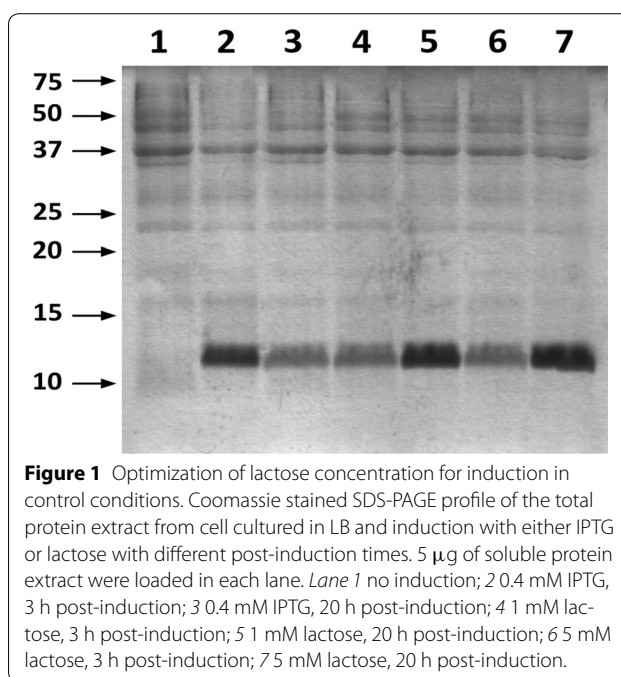 1 2 3 4 5 6 7
75
50
37
25
20
15
10
Figure 1 Optimization of lactose concentration for induction in
control conditions. Coomassie stained SDS-PAGE profile of the total
protein extract from cell cultured in LB and induction with either IPTG
or lactose with different post-induction times. 5 μg of soluble protein
extract were loaded in each lane. Lane 1 no induction; 2 0.4 mM IPTG,
3 h post-induction; 3 0.4 mM IPTG, 20 h post-induction; 4 1 mM lac-
tose, 3 h post-induction; 5 1 mM lactose, 20 h post-induction; 6 5 mM
lactose, 3 h post-induction; 7 5 mM lactose, 20 h post-induction.